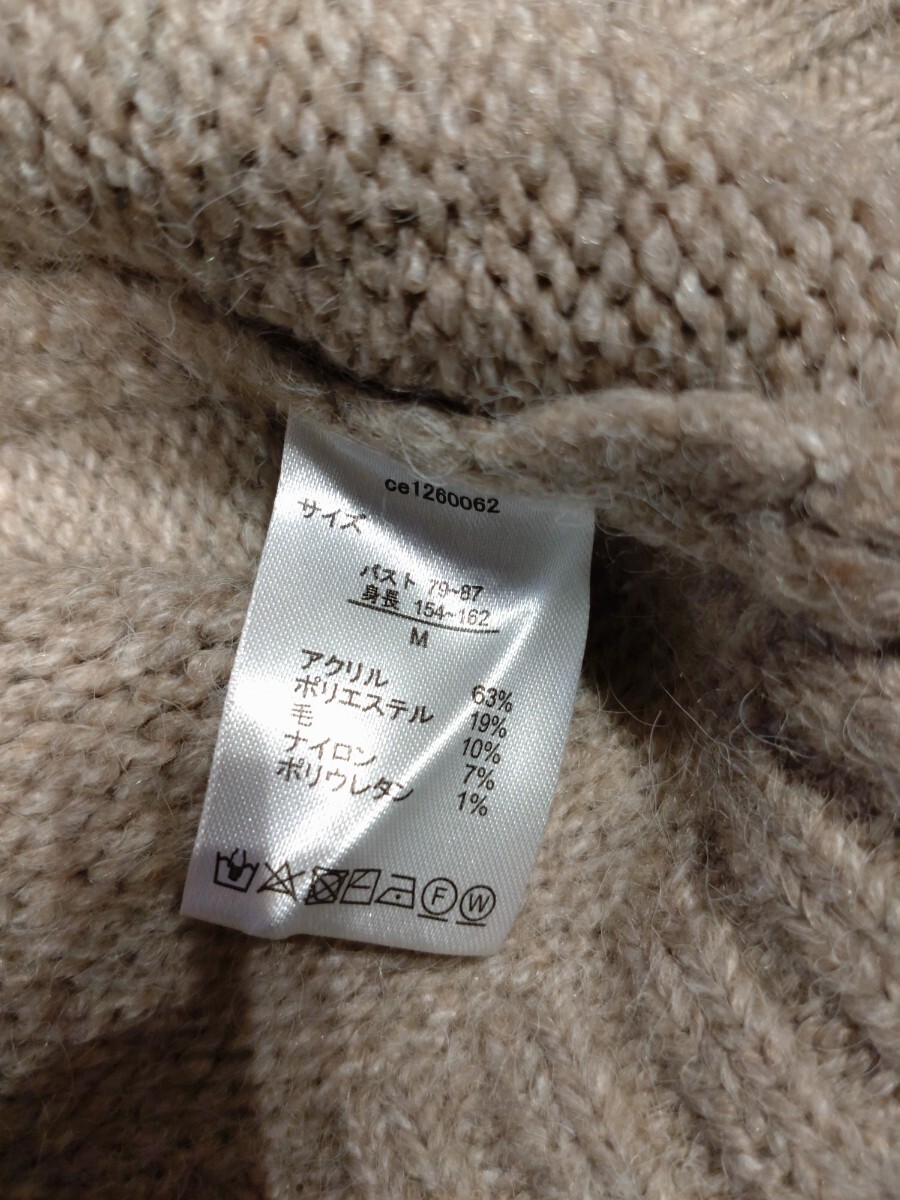 ce1260062
サイズ
バスト 79~87
身長 154~162
M
アクリル 63%
ポリエステル 19%
毛 10%
ナイロン 7%
ポリウレタン 1%
F W